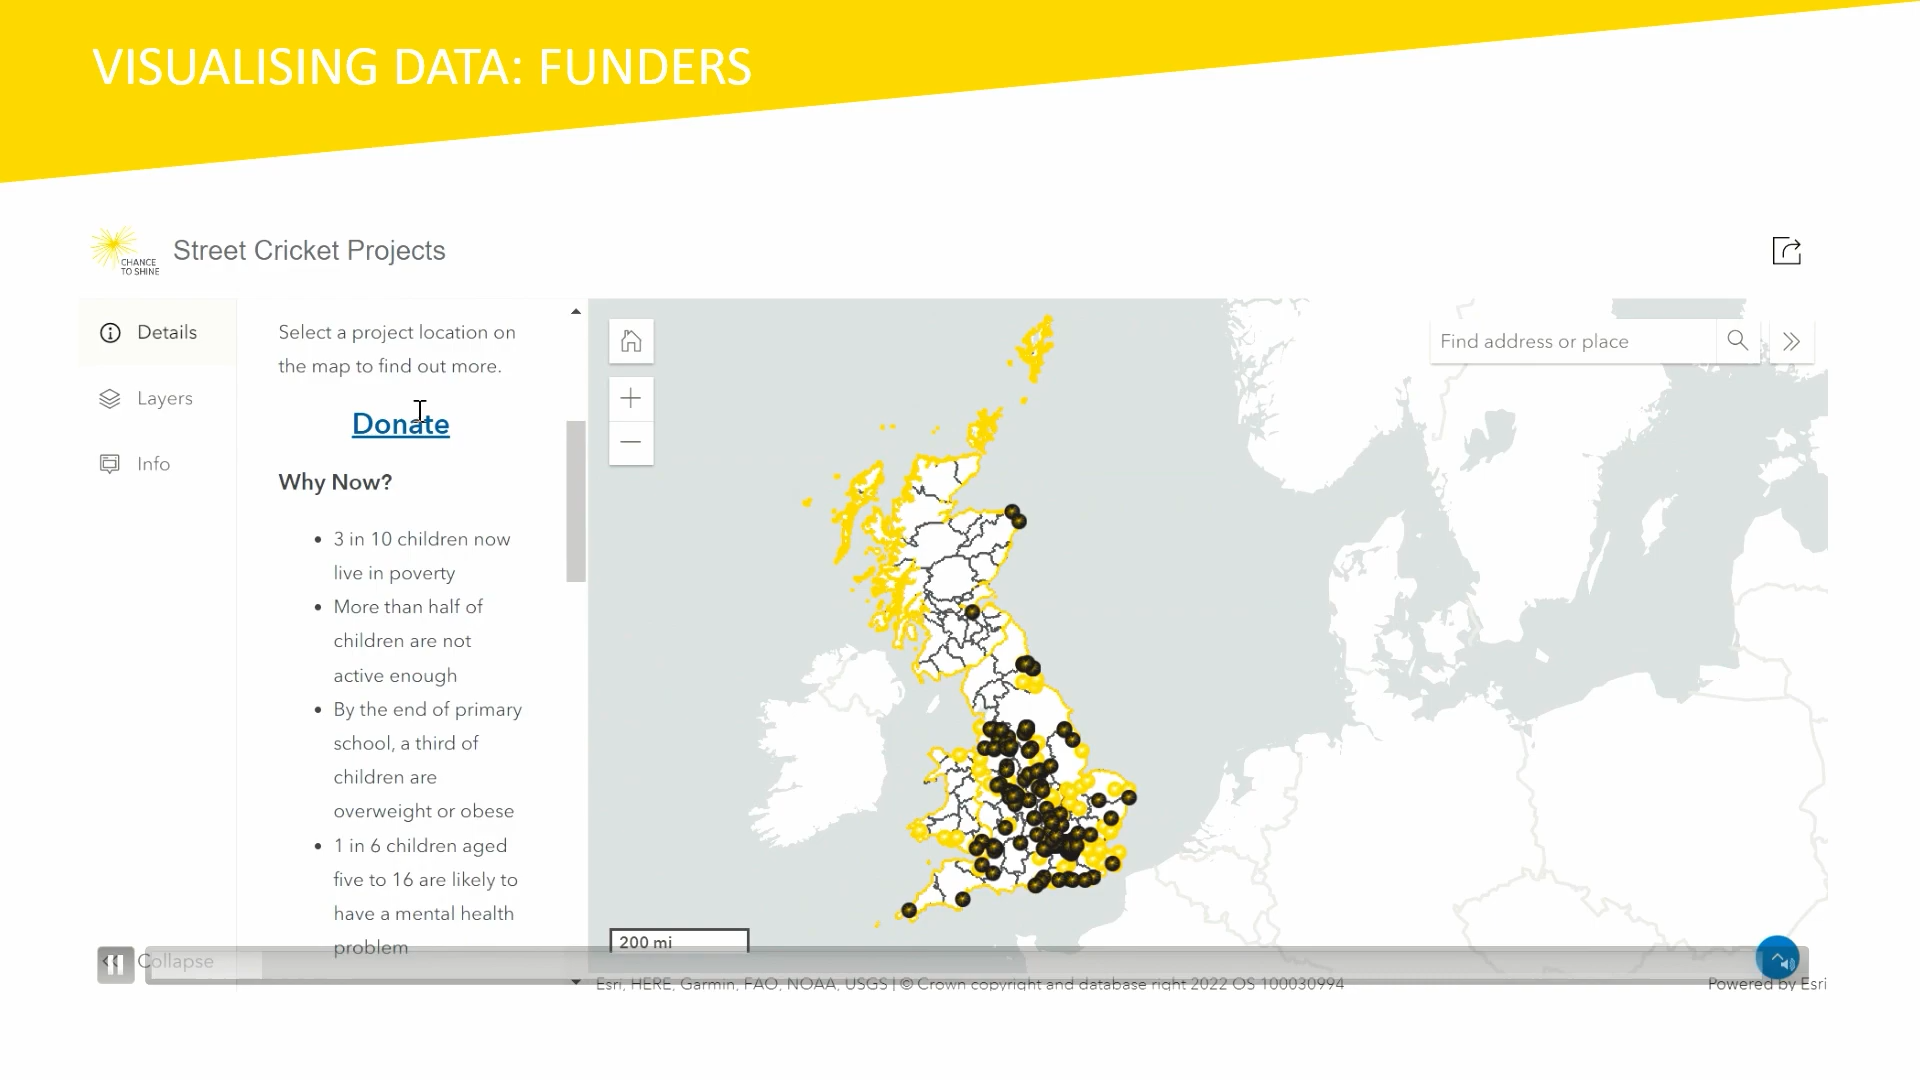 VISUALISING DATA: FUNDERS
CHANCE
TO SHINE
Street Cricket Projects
Details
Layers
Info
Select a project location on
the map to find out more.
Donate
Why Now?
• 3 in 10 children now
live in poverty
• More than half of
children are not
active enough
• By the end of primary
school, a third of
children are
overweight or obese
• 1 in 6 children aged
five to 16 are likely to
have a mental health
problem
Collapse
Find address or place
200 mi
Esri, HERE, Garmin, FAO, NOAA, USGS | © Crown copyright and database right 2022 OS 100030994
Powered by Esri